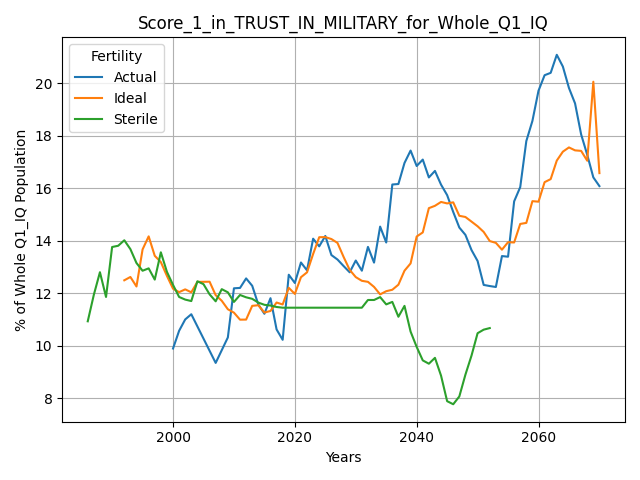 Score_1_in_TRUST_IN_MILITARY_for_Whole_Q1_IQ
Fertility
Actual
Ideal
Sterile
% of Whole Q1_IQ Population
20
18
16
14
12
10
8
2000 2020 2040 2060
Years